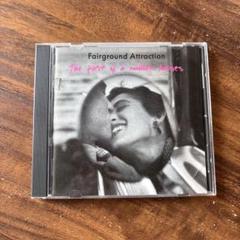 Fairground Attraction
The first of a million kisses